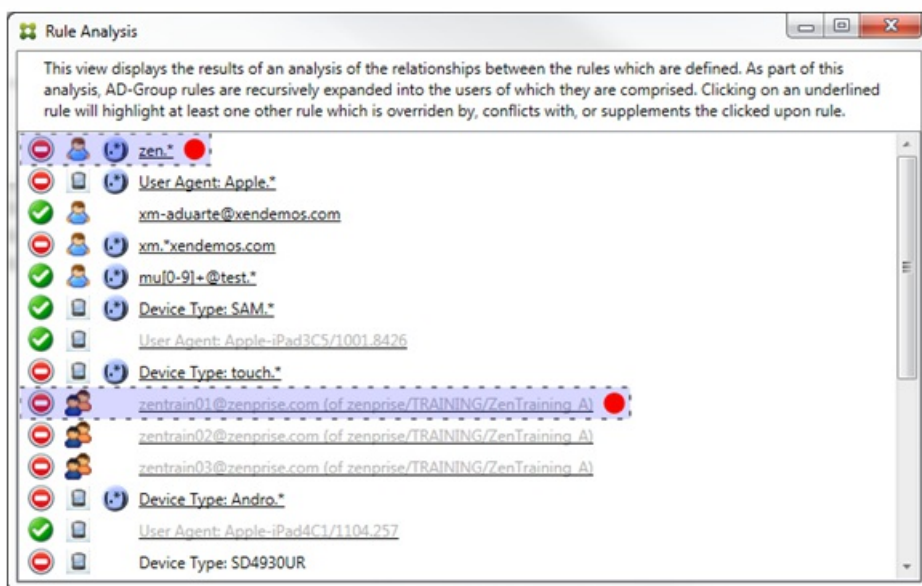 Rule Analysis
This view displays the results of an analysis of the relationships between the rules which are defined. As part of this
analysis, AD-Group rules are recursively expanded into the users of which they are comprised. Clicking on an underlined
rule will highlight at least one other rule which is overriden by, conflicts with, or supplements the clicked upon rule.
(.*) zen.*
(.*) User Agent: Apple.*
xm-aduarte@xendemos.com
(.*) xm.*xendemos.com
(.*) mu[0-9]+@test.*
(.*) Device Type: SAM.*
User Agent: Apple-iPad3C5/1001.8426
(.*) Device Type: touch.*
zentrain01@zenprise.com (of zenprise/TRAINING/ZenTraining A)
zentrain02@zenprise.com (of zenprise/TRAINING/ZenTraining A)
zentrain03@zenprise.com (of zenprise/TRAINING/ZenTraining A)
(.*) Device Type: Andro.*
User Agent: Apple-iPad4C1/1104.257
Device Type: SD4930UR